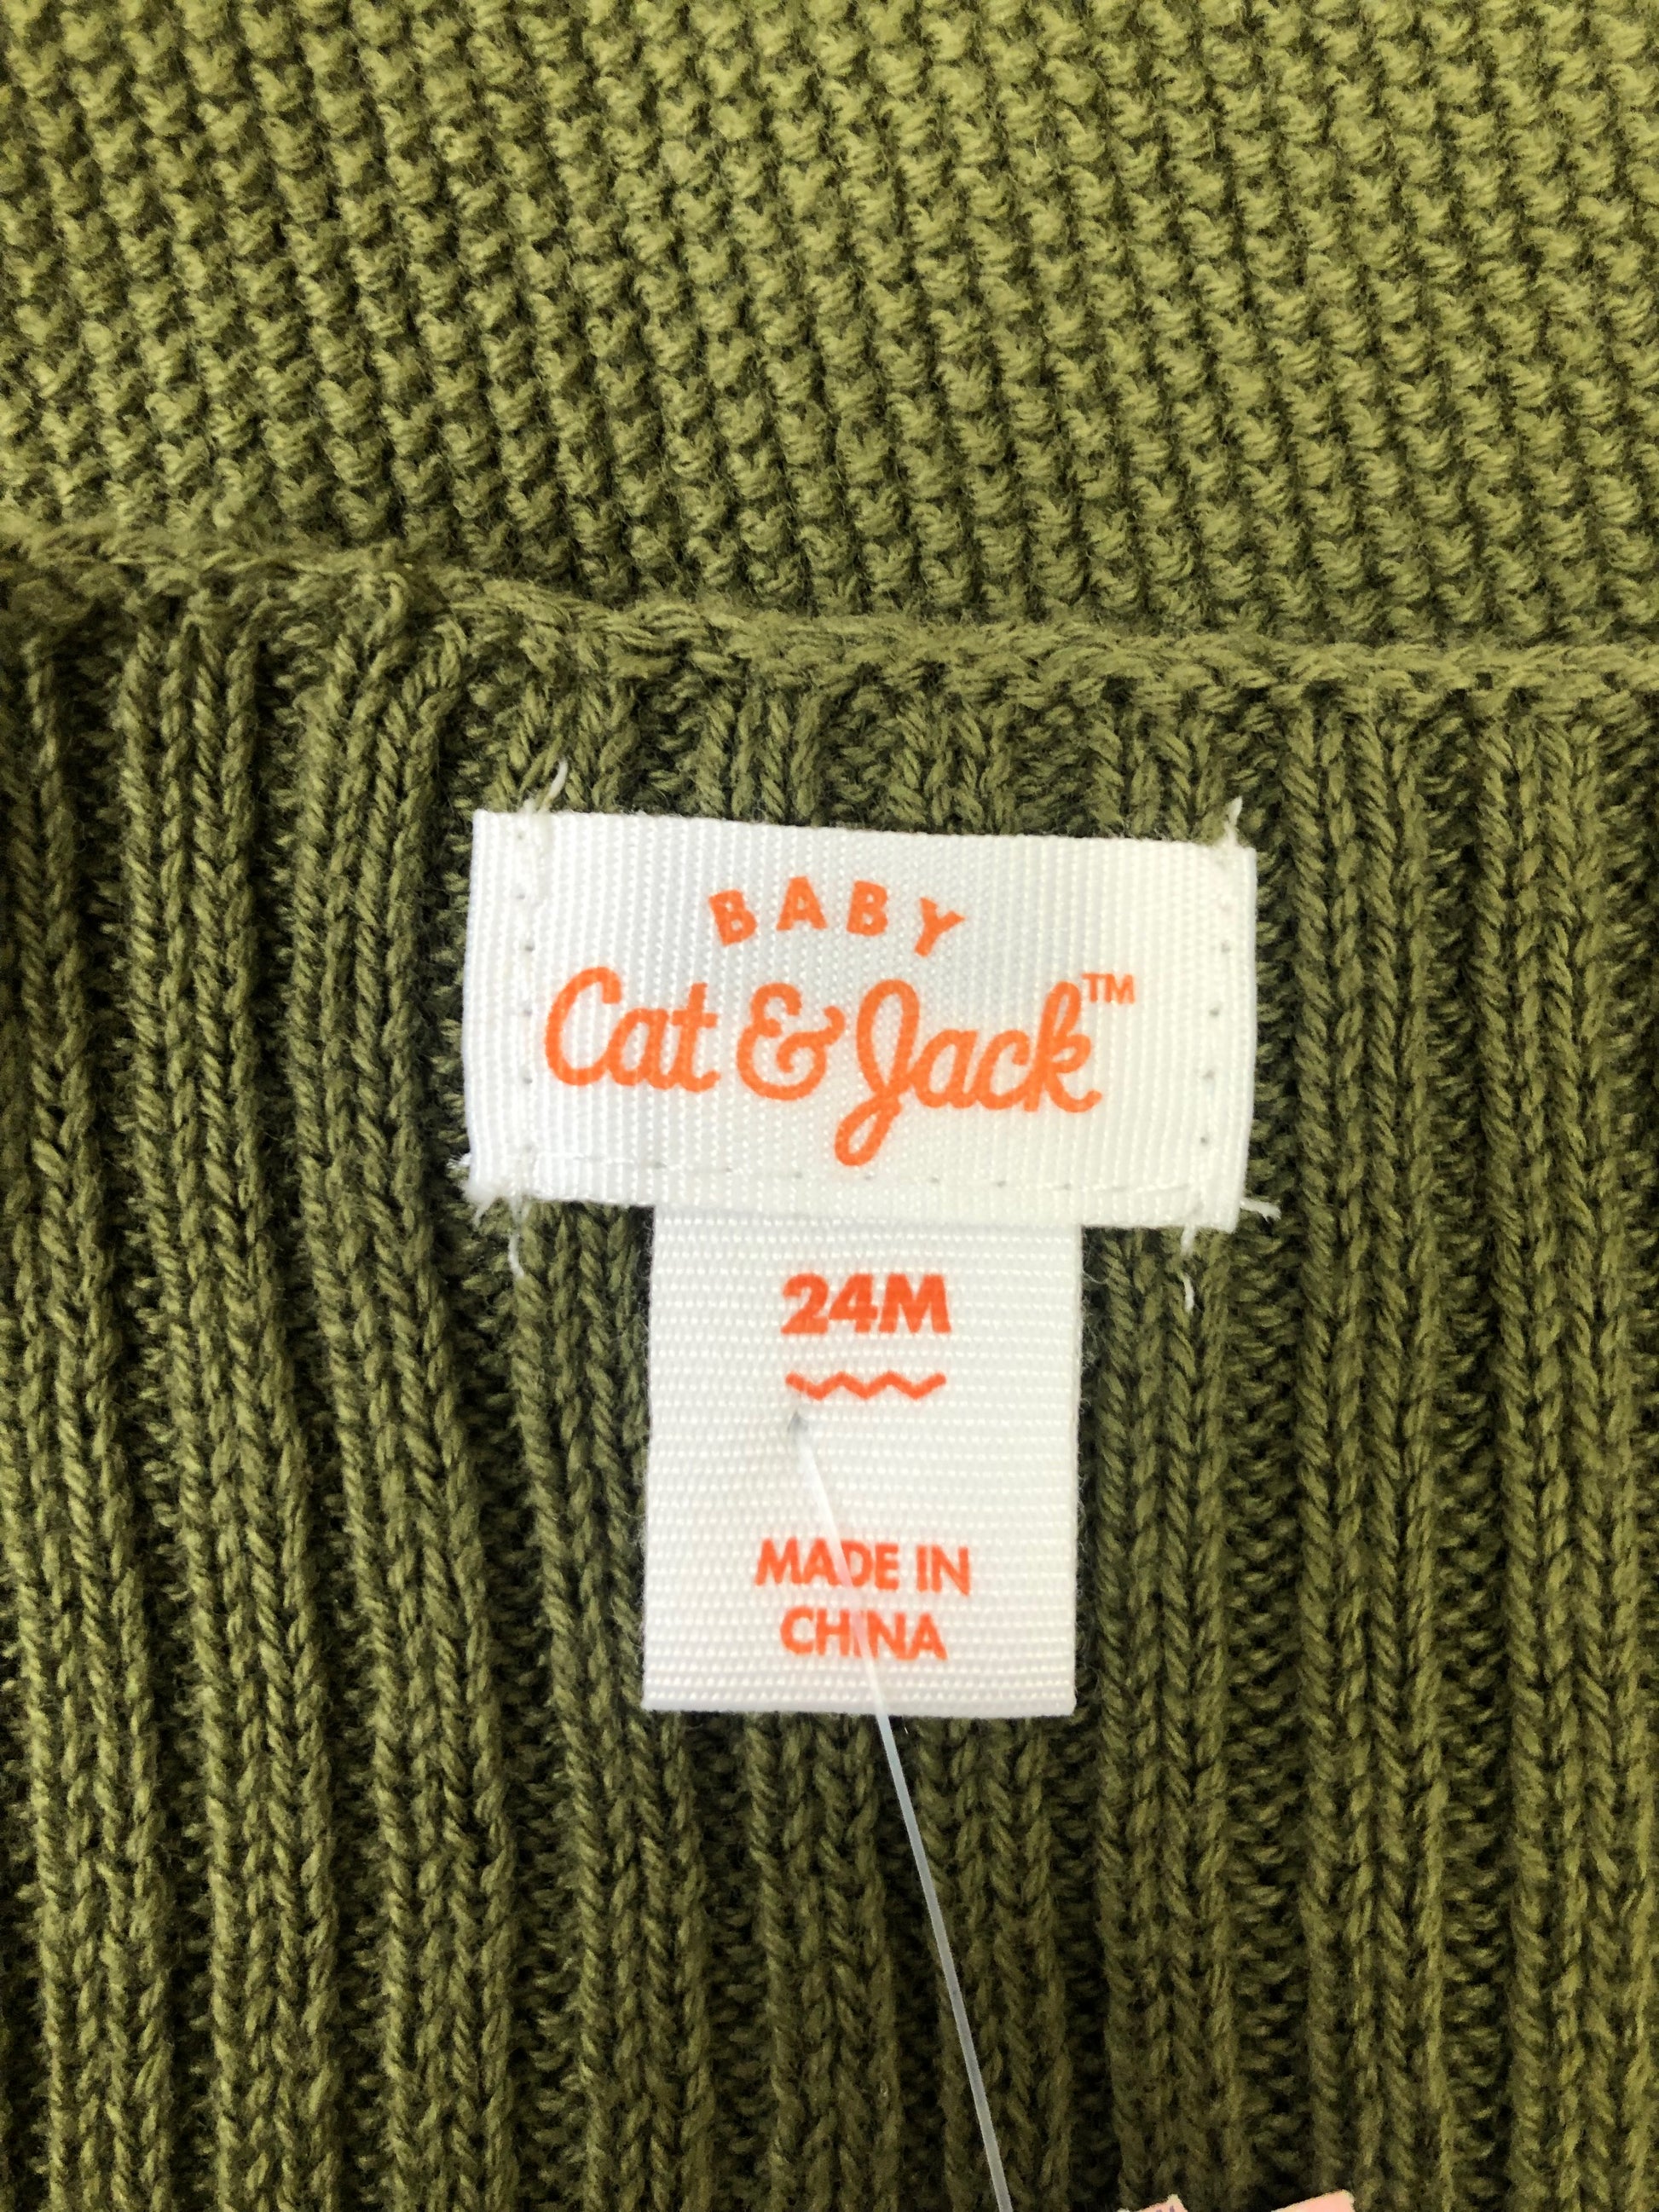 BABY
Cat & Jack™
24M
MADE IN
CHINA